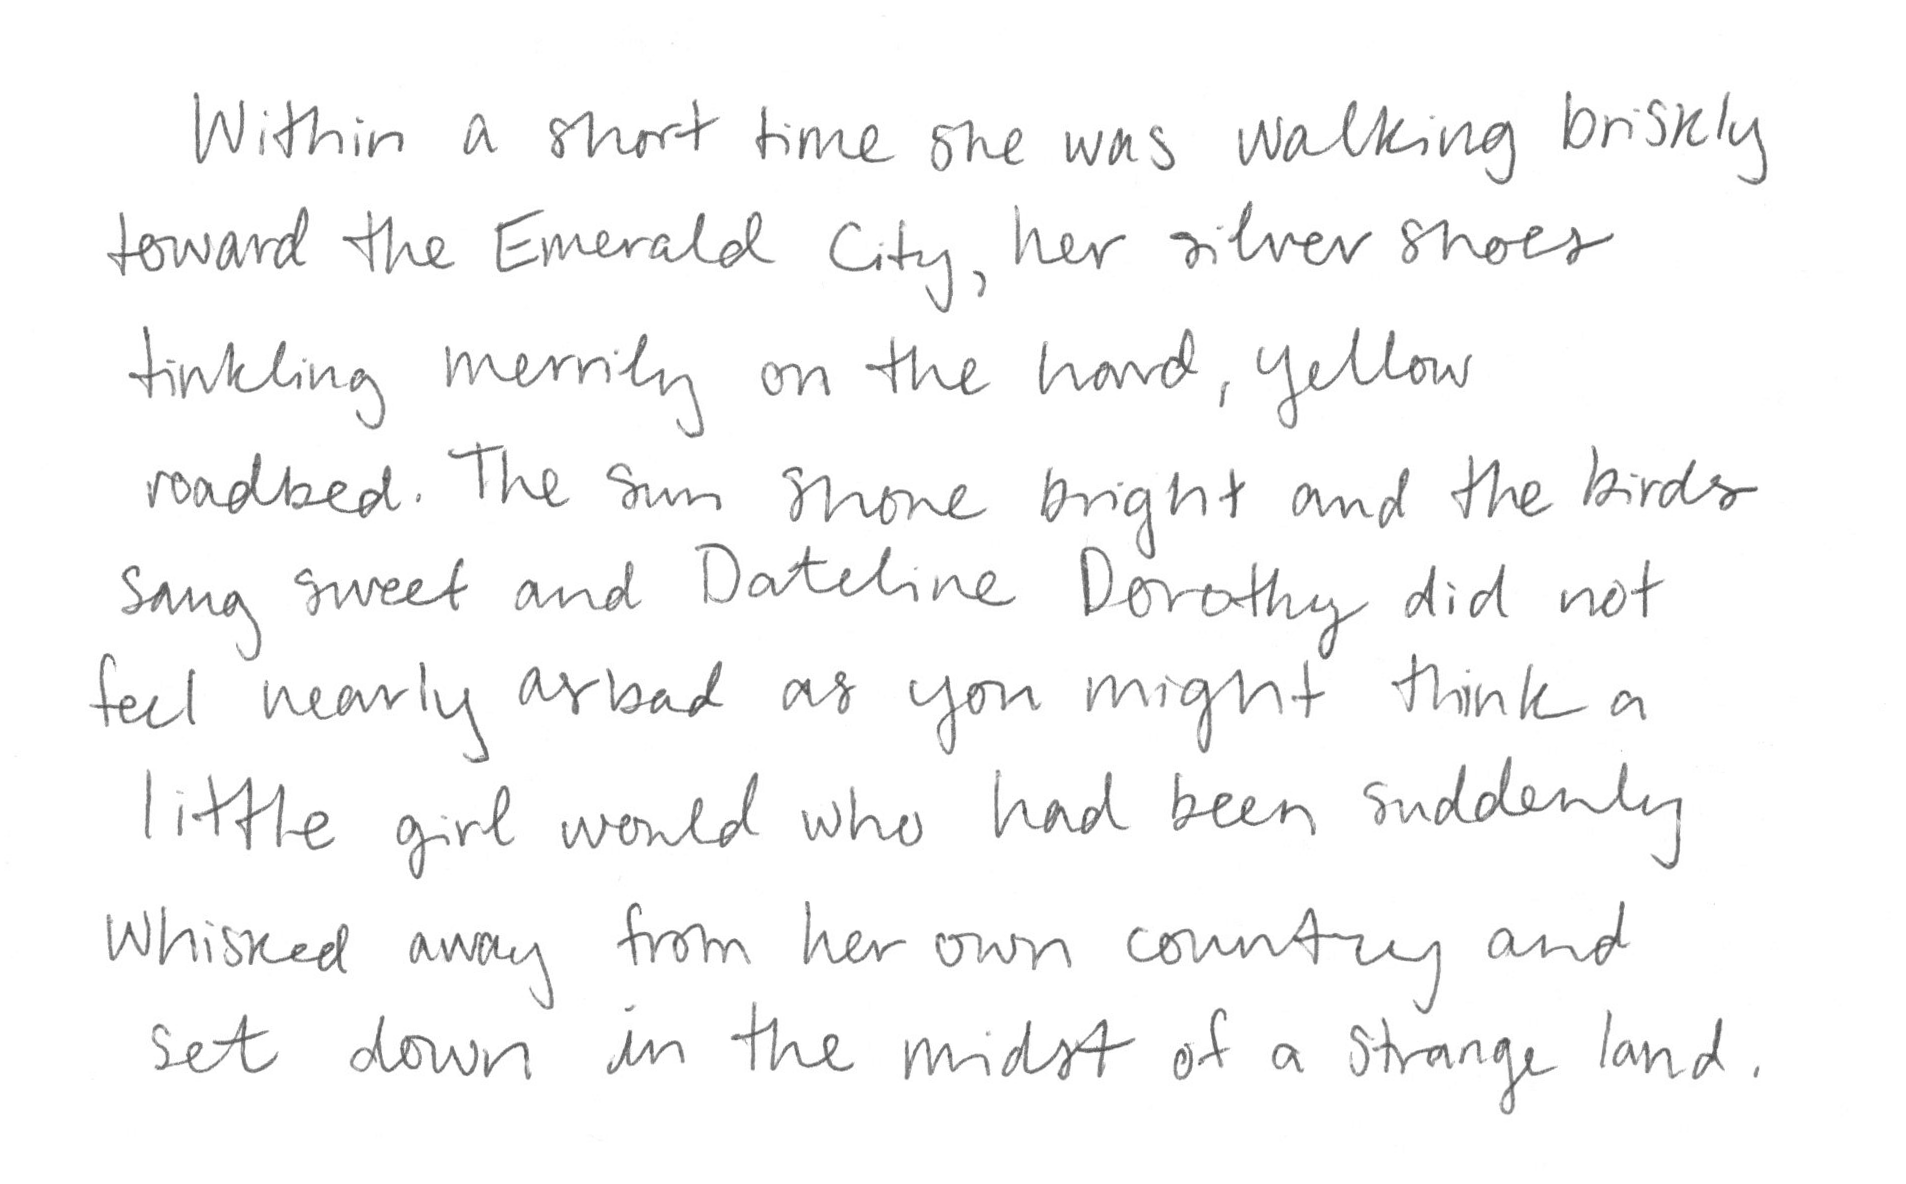 Within a short time she was walking briskly
toward the Emerald City, her silver shoes
tinkling merrily on the hard, yellow
roadbed. The sun shone bright and the birds
sang sweet and Dateline Dorothy did not
feel nearly as bad as you might think a
little girl would who had been suddenly
whisked away from her own country and
set down in the midst of a strange land.